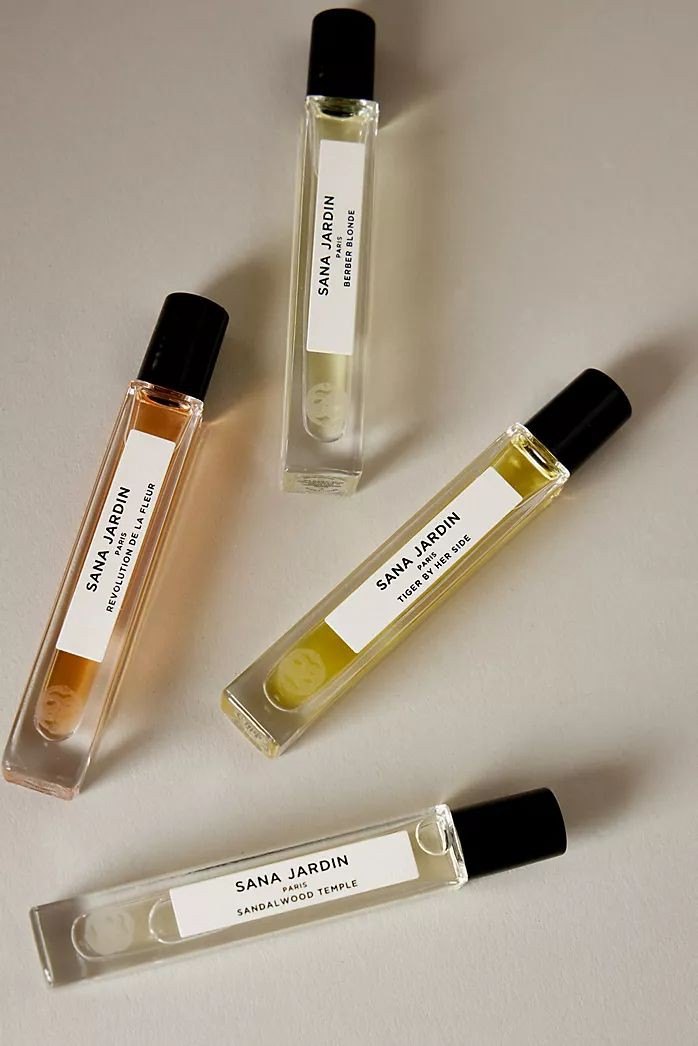 SANA JARDIN
PARIS
BERBER BLONDE
SANA JARDIN
PARIS
REVOLUTION DE LA FLEUR
SANA JARDIN
PARIS
TIGER BY HER SIDE
SANA JARDIN
PARIS
SANDALWOOD TEMPLE